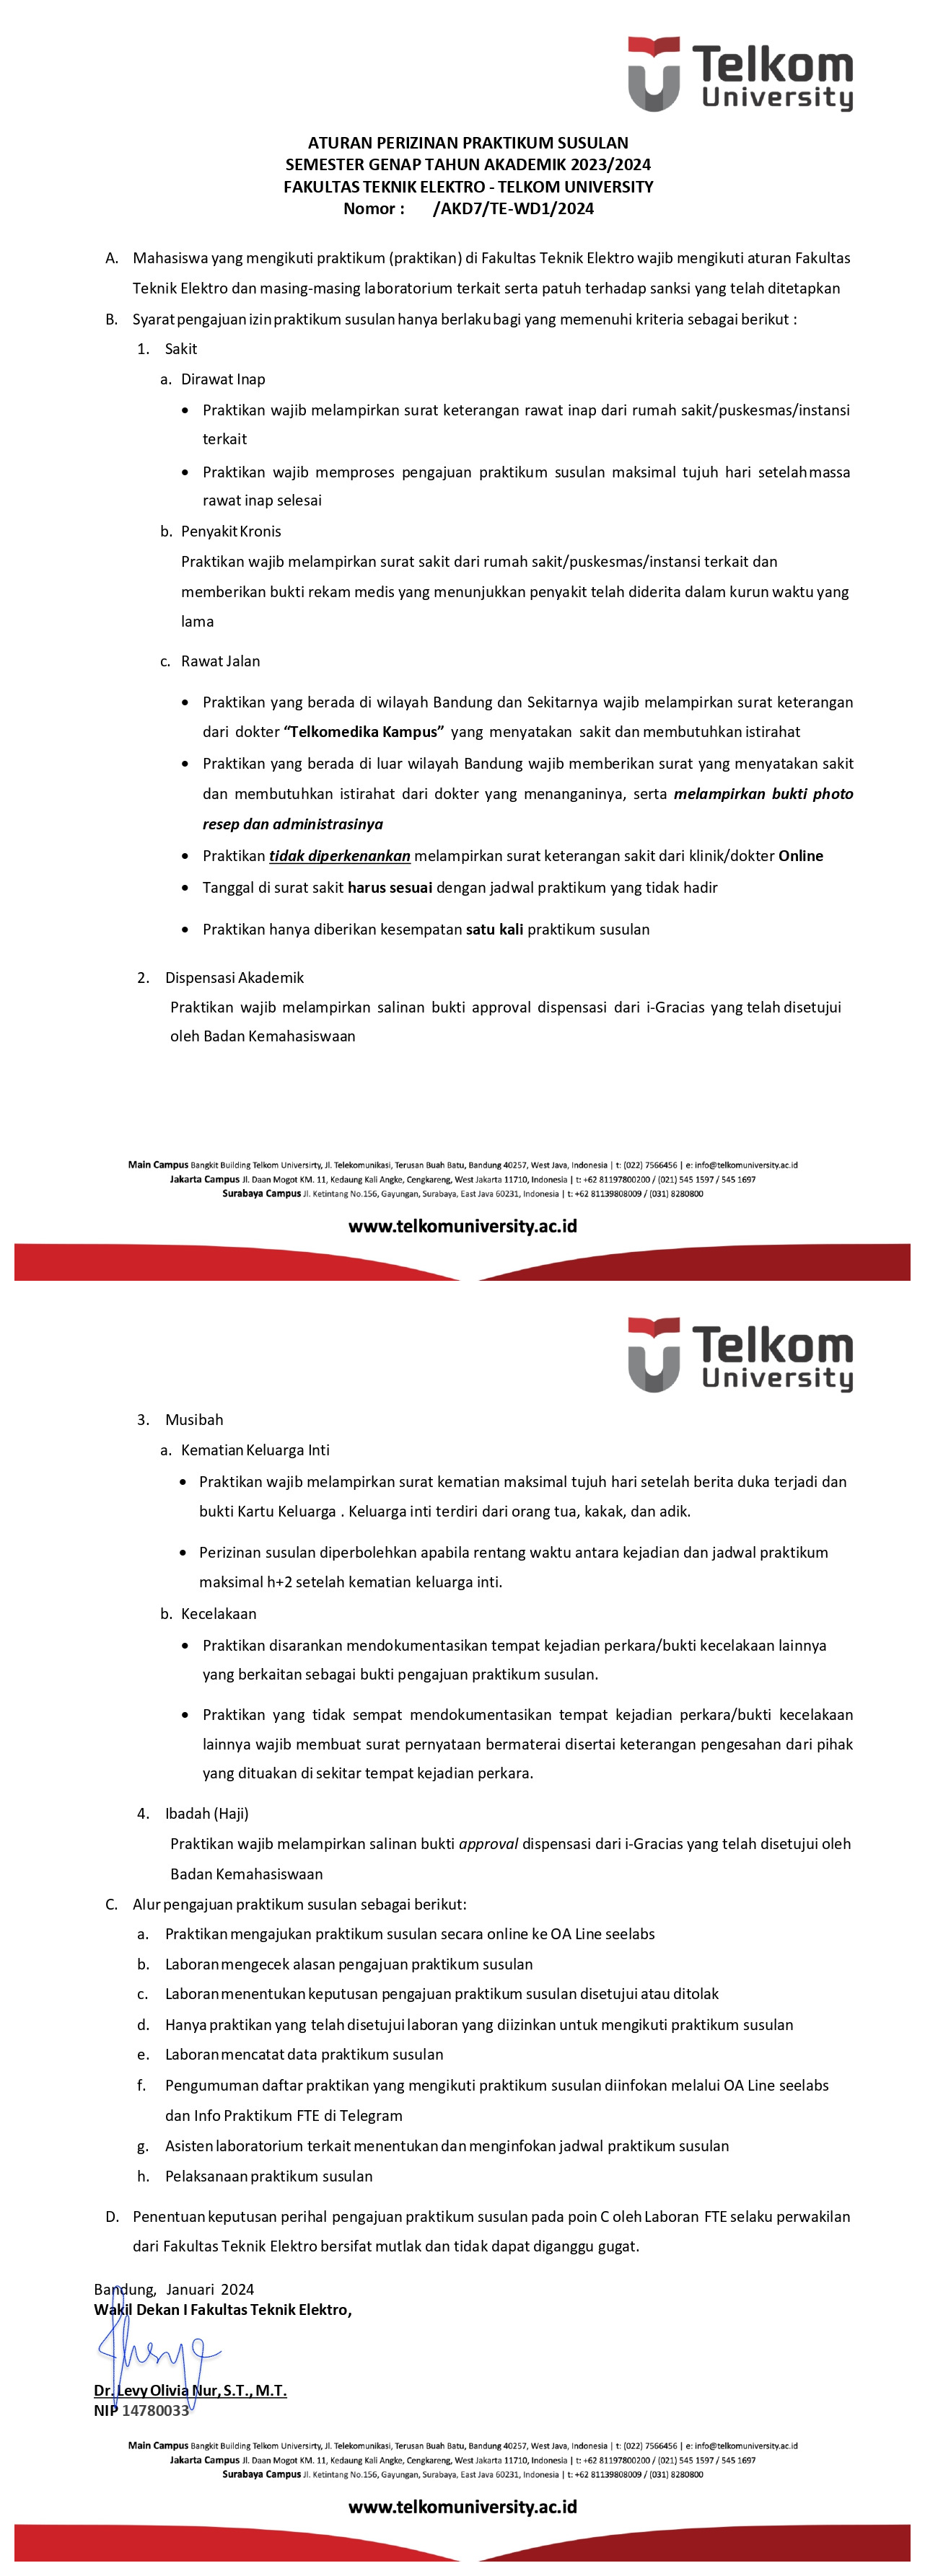 Telkom
University
ATURAN PERIZINAN PRAKTIKUM SUSULAN
SEMESTER GENAP TAHUN AKADEMIK 2023/2024
FAKULTAS TEKNIK ELEKTRO - TELKOM UNIVERSITY
Nomor : /AKD7/TE-WD1/2024
A. Mahasiswa yang mengikuti praktikum (praktikan) di Fakultas Teknik Elektro wajib mengikuti aturan Fakultas
Teknik Elektro dan masing-masing laboratorium terkait serta patuh terhadap sanksi yang telah ditetapkan
B. Syarat pengajuan izin praktikum susulan hanya berlaku bagi yang memenuhi kriteria sebagai berikut :
1. Sakit
a. Dirawat Inap
• Praktikan wajib melampirkan surat keterangan rawat inap dari rumah sakit/puskesmas/instansi
terkait
• Praktikan wajib memproses pengajuan praktikum susulan maksimal tujuh hari setelah massa
rawat inap selesai
b. Penyakit Kronis
Praktikan wajib melampirkan surat sakit dari rumah sakit/puskesmas/instansi terkait dan
memberikan bukti rekam medis yang menunjukkan penyakit telah diderita dalam kurun waktu yang
lama
c. Rawat Jalan
• Praktikan yang berada di wilayah Bandung dan Sekitarnya wajib melampirkan surat keterangan
dari dokter “Telkomedika Kampus” yang menyatakan sakit dan membutuhkan istirahat
• Praktikan yang berada di luar wilayah Bandung wajib memberikan surat yang menyatakan sakit
dan membutuhkan istirahat dari dokter yang menanganinya, serta melampirkan bukti photo
resep dan administrasinya
• Praktikan tidak diperkenankan melampirkan surat keterangan sakit dari klinik/dokter Online
• Tanggal di surat sakit harus sesuai dengan jadwal praktikum yang tidak hadir
• Praktikan hanya diberikan kesempatan satu kali praktikum susulan
2. Dispensasi Akademik
Praktikan wajib melampirkan salinan bukti approval dispensasi dari i-Gracias yang telah disetujui
oleh Badan Kemahasiswaan
Main Campus Bangkit Building Telkom Universirty, Jl. Telekomunikasi, Terusan Buah Batu, Bandung 40257, West Java, Indonesia | t: (022) 7566456 | e: info@telkomuniversity.ac.id
Jakarta Campus Jl. Daan Mogot KM. 11, Kedaung Kali Angke, Cengkareng, West Jakarta 11710, Indonesia | t: +62 81197800200 / (021) 545 1597 / 545 1697
Surabaya Campus Jl. Ketintang No.156, Gayungan, Surabaya, East Java 60231, Indonesia | t: +62 81139808009 / (031) 8280800
www.telkomuniversity.ac.id
Telkom
University
3. Musibah
a. Kematian Keluarga Inti
• Praktikan wajib melampirkan surat kematian maksimal tujuh hari setelah berita duka terjadi dan
bukti Kartu Keluarga . Keluarga inti terdiri dari orang tua, kakak, dan adik.
• Perizinan susulan diperbolehkan apabila rentang waktu antara kejadian dan jadwal praktikum
maksimal h+2 setelah kematian keluarga inti.
b. Kecelakaan
• Praktikan disarankan mendokumentasikan tempat kejadian perkara/bukti kecelakaan lainnya
yang berkaitan sebagai bukti pengajuan praktikum susulan.
• Praktikan yang tidak sempat mendokumentasikan tempat kejadian perkara/bukti kecelakaan
lainnya wajib membuat surat pernyataan bermaterai disertai keterangan pengesahan dari pihak
yang dituakan di sekitar tempat kejadian perkara.
4. Ibadah (Haji)
Praktikan wajib melampirkan salinan bukti approval dispensasi dari i-Gracias yang telah disetujui oleh
Badan Kemahasiswaan
C. Alur pengajuan praktikum susulan sebagai berikut:
a. Praktikan mengajukan praktikum susulan secara online ke OA Line seelabs
b. Laboran mengecek alasan pengajuan praktikum susulan
c. Laboran menentukan keputusan pengajuan praktikum susulan disetujui atau ditolak
d. Hanya praktikan yang telah disetujui laboran yang diizinkan untuk mengikuti praktikum susulan
e. Laboran mencatat data praktikum susulan
f. Pengumuman daftar praktikan yang mengikuti praktikum susulan diinfokan melalui OA Line seelabs
dan Info Praktikum FTE di Telegram
g. Asisten laboratorium terkait menentukan dan menginfokan jadwal praktikum susulan
h. Pelaksanaan praktikum susulan
D. Penentuan keputusan perihal pengajuan praktikum susulan pada poin C oleh Laboran FTE selaku perwakilan
dari Fakultas Teknik Elektro bersifat mutlak dan tidak dapat diganggu gugat.
Bandung, Januari 2024
Wakil Dekan I Fakultas Teknik Elektro,
Dr. Levy Olivia Nur, S.T., M.T.
NIP 14780033
Main Campus Bangkit Building Telkom Universirty, Jl. Telekomunikasi, Terusan Buah Batu, Bandung 40257, West Java, Indonesia | t: (022) 7566456 | e: info@telkomuniversity.ac.id
Jakarta Campus Jl. Daan Mogot KM. 11, Kedaung Kali Angke, Cengkareng, West Jakarta 11710, Indonesia | t: +62 81197800200 / (021) 545 1597 / 545 1697
Surabaya Campus Jl. Ketintang No.156, Gayungan, Surabaya, East Java 60231, Indonesia | t: +62 81139808009 / (031) 8280800
www.telkomuniversity.ac.id